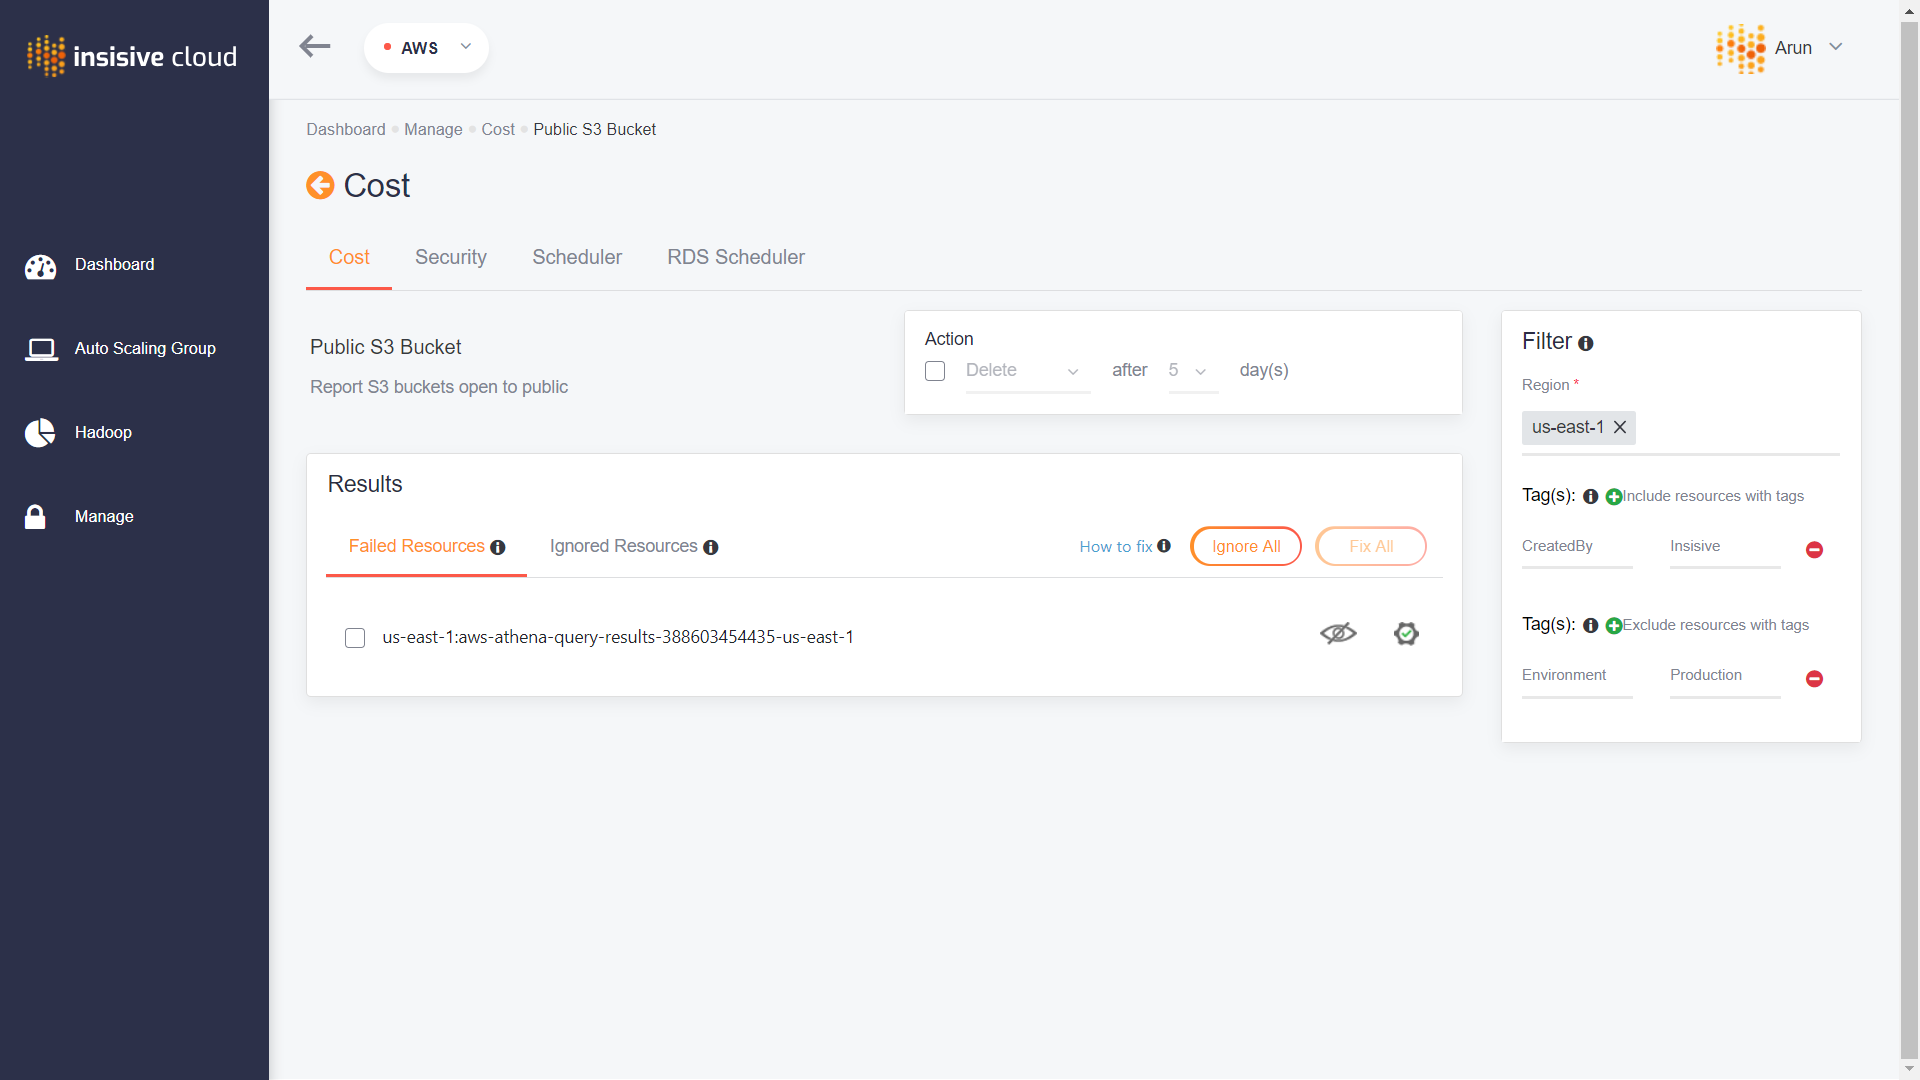 insisive cloud
AWS
Arun
Dashboard
Auto Scaling Group
Hadoop
Manage
Dashboard Manage Cost Public S3 Bucket
Cost
Cost Security Scheduler RDS Scheduler
Public S3 Bucket
Report S3 buckets open to public
Action
Delete after 5 day(s)
Results
Failed Resources Ignored Resources How to fix Ignore All Fix All
us-east-1:aws-athena-query-results-388603454435-us-east-1
Filter
Region *
us-east-1
Tag(s): Include resources with tags
CreatedBy Insisive
Tag(s): Exclude resources with tags
Environment Production